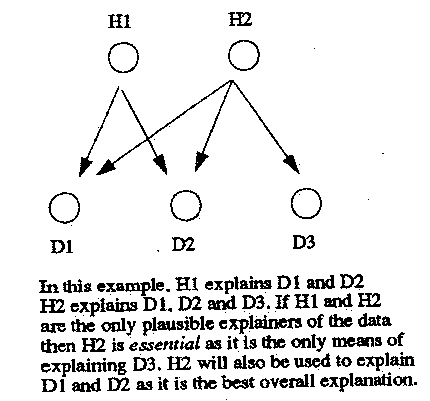 H1 H2
D1 D2 D3
In this example, H1 explains D1 and D2
H2 explains D1, D2 and D3. If H1 and H2
are the only plausible explainers of the data
then H2 is essential as it is the only means of
explaining D3. H2 will also be used to explain
D1 and D2 as it is the best overall explanation.